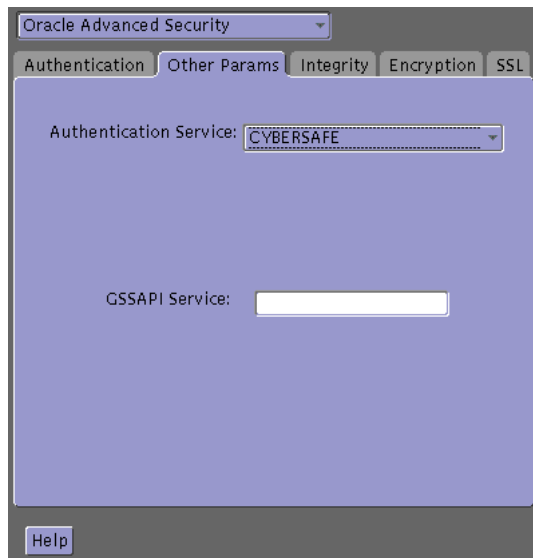 Oracle Advanced Security
Authentication Other Params Integrity Encryption SSL
Authentication Service: CYBERSAFE
GSSAPI Service:
Help